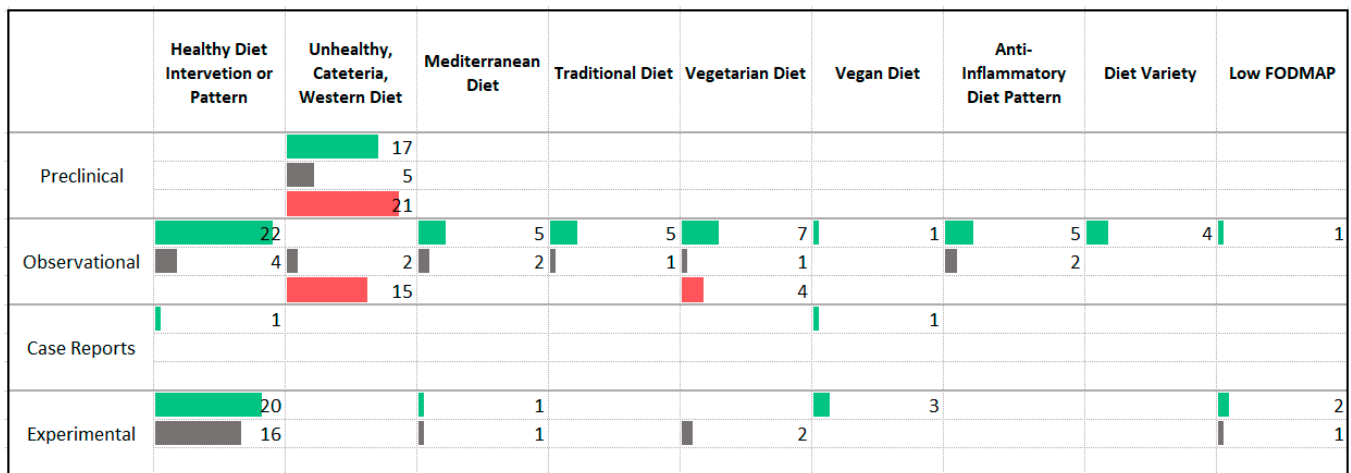 Healthy Diet
Intervetion or
Pattern
Unhealthy,
Cateteria,
Western Diet
Mediterranean
Diet
Traditional Diet
Vegetarian Diet
Vegan Diet
Anti-
Inflammatory
Diet Pattern
Diet Variety
Low FODMAP
Preclinical
17
5
21
Observational
22 5 5 7 1 5 4 1
4 2 2 1 1 2
15 4
Case Reports
1 1
Experimental
20 1 3 2
16 1 2 1